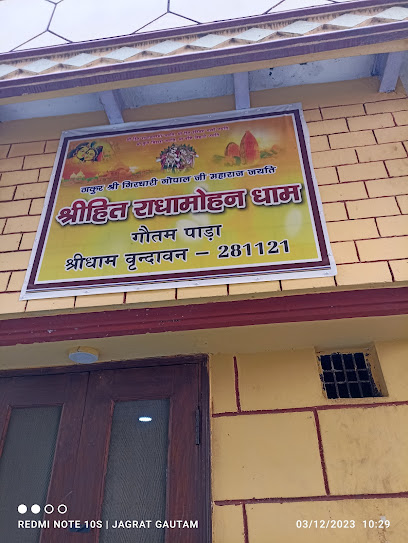 ठाकुर श्री गिरधारी गोपाल जी महाराज जयति
श्रीहित राधामोहन धाम
गौतम पाड़ा
श्रीधाम वृन्दावन – 281121
REDMI NOTE 10S | JAGRAT GAUTAM
03/12/2023 10:29